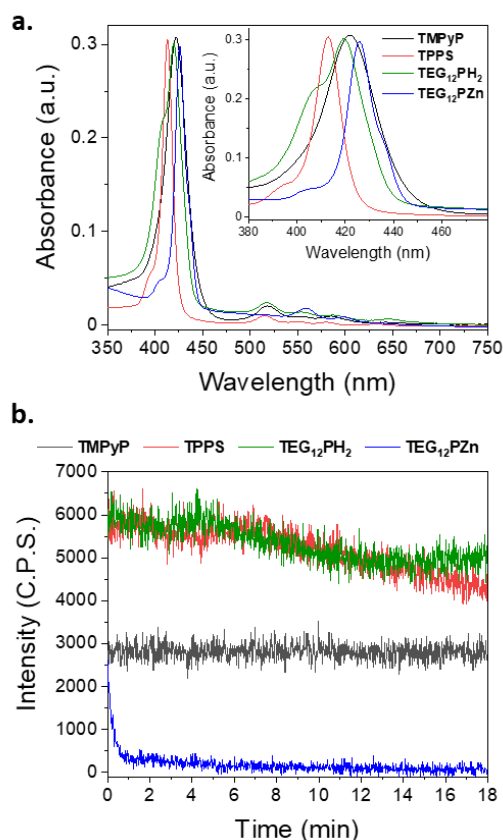 a.
0.3
0.2
0.1
0
Absorbance (a.u.)
350 400 450 500 550 600 650 700 750
Wavelength (nm)
TMPyP
TPPS
TEG₁₂PH₂
TEG₁₂PZn
0.3
0.2
0.1
0
Absorbance (a.u.)
380 400 420 440 460
Wavelength (nm)
b.
TMPyP TPPS TEG₁₂PH₂ TEG₁₂PZn
7000
6000
5000
4000
3000
2000
1000
0
Intensity (C.P.S.)
0 2 4 6 8 10 12 14 16 18
Time (min)